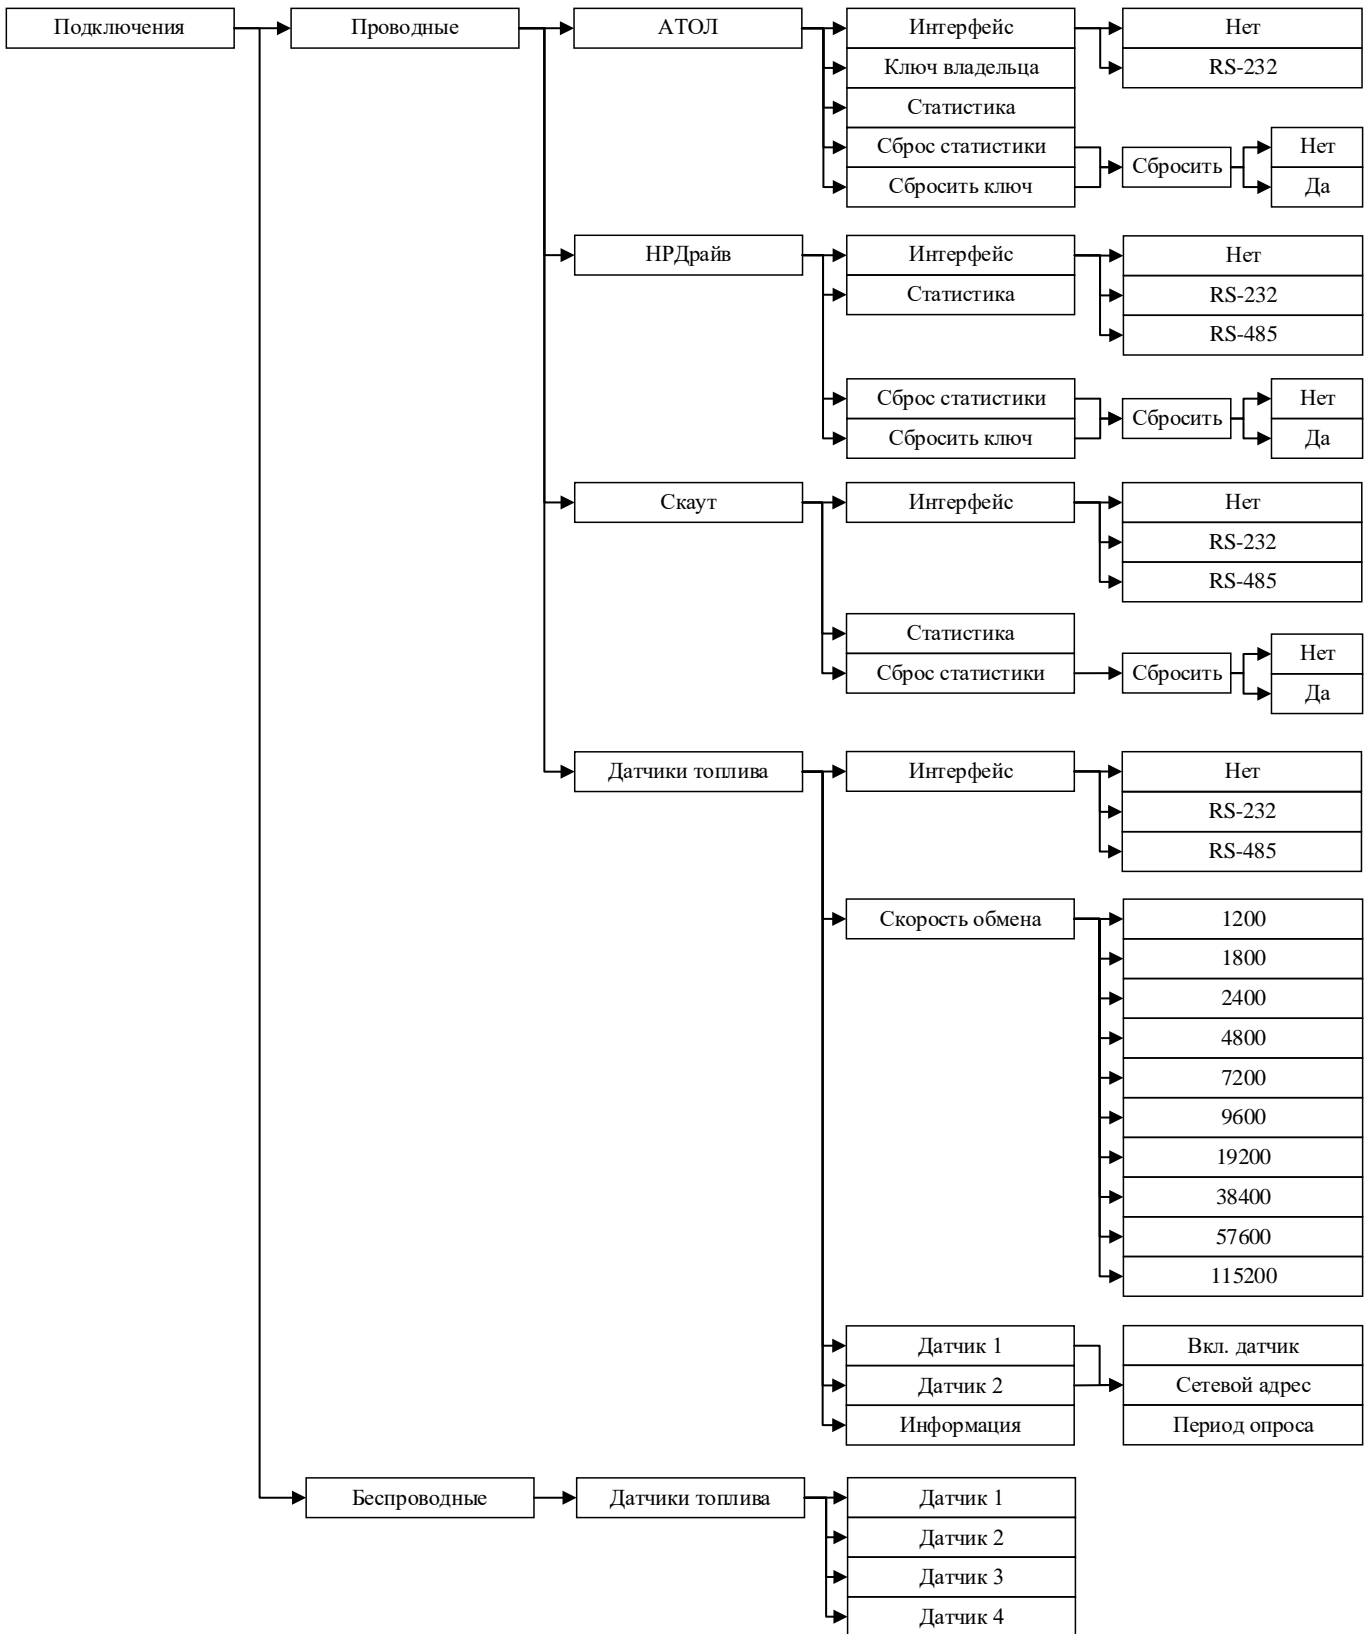 Подключения
Проводные
АТОЛ
Интерфейс
Нет
RS-232
Ключ владельца
Статистика
Сброс статистики
Сбросить ключ
Сбросить
Нет
Да
НРДрайв
Интерфейс
Нет
RS-232
RS-485
Статистика
Сброс статистики
Сбросить ключ
Сбросить
Нет
Да
Скаут
Интерфейс
Нет
RS-232
RS-485
Статистика
Сброс статистики
Сбросить
Нет
Да
Датчики топлива
Интерфейс
Нет
RS-232
RS-485
Скорость обмена
1200
1800
2400
4800
7200
9600
19200
38400
57600
115200
Датчик 1
Датчик 2
Информация
Вкл. датчик
Сетевой адрес
Период опроса
Беспроводные
Датчики топлива
Датчик 1
Датчик 2
Датчик 3
Датчик 4